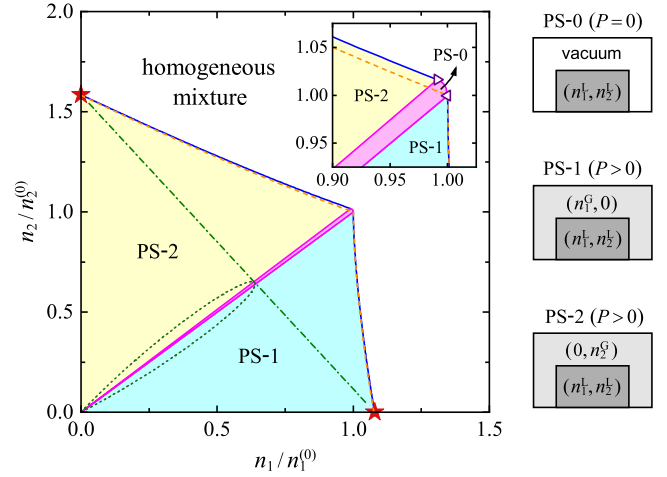 2.0
1.5
1.0
0.5
0.0
n₂/n₂⁽⁰⁾
homogeneous
mixture
PS-2
PS-1
0.0 0.5 1.0 1.5
n₁/n₁⁽⁰⁾
1.05
1.00
0.95
PS-0
PS-2
PS-1
0.90 0.95 1.00
PS-0 (P = 0)
vacuum
(n₁ᴸ, n₂ᴸ)
PS-1 (P > 0)
(n₁ᴳ, 0)
(n₁ᴸ, n₂ᴸ)
PS-2 (P > 0)
(0, n₂ᴳ)
(n₁ᴸ, n₂ᴸ)